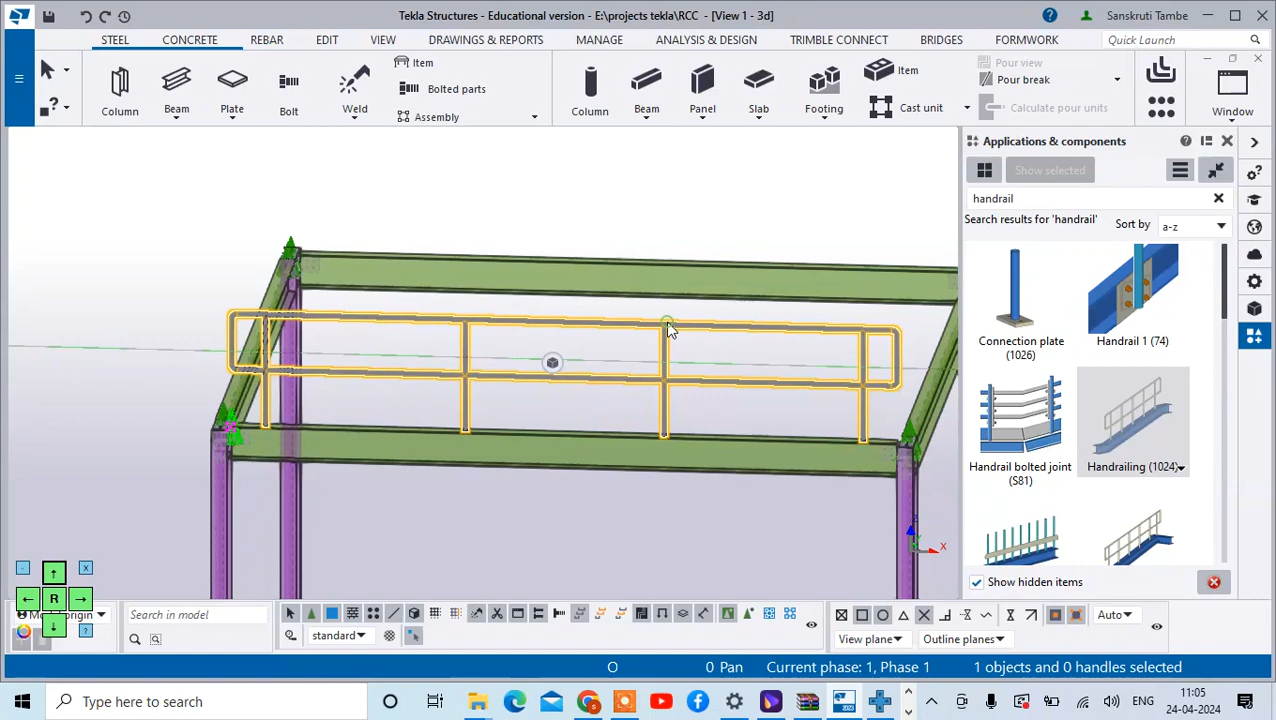 Tekla Structures - Educational version - E:\projects tekla\RCC - [View 1 - 3d]
Sanskruti Tambe
STEEL CONCRETE REBAR EDIT VIEW DRAWINGS & REPORTS MANAGE ANALYSIS & DESIGN TRIMBLE CONNECT BRIDGES FORMWORK Quick Launch
Column Beam Plate Bolt Weld
Item
Bolted parts
Assembly
Column Beam Panel Slab Footing
Item
Cast unit
Pour view
Pour break
Calculate pour units
Window
Applications & components
Show selected
handrail
Search results for 'handrail'
Sort by a-z
Connection plate (1026)
Handrail 1 (74)
Handrail bolted joint (S81)
Handrailing (1024)
Show hidden items
X
R
origin
Search in model
standard
Auto
View plane
Outline planes
O
0 Pan
Current phase: 1, Phase 1
1 objects and 0 handles selected
Type here to search
ENG
11:05
24-04-2024